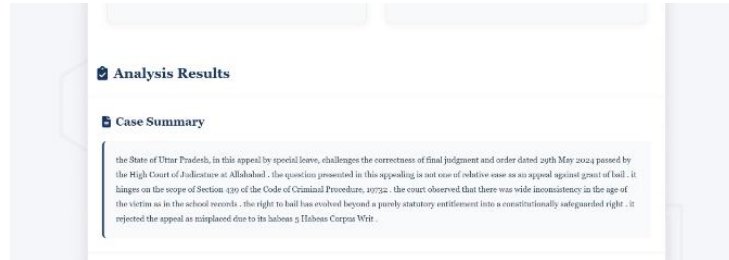 Analysis Results
Case Summary
the State of Uttar Pradesh, in this appeal by special leave, challenges the correctness of final judgment and order dated 29th May 2024 passed by
the High Court of Judicature at Allahabad . the question presented in this appealing is not one of relative ease as an appeal against grant of bail . it
hinges on the scope of Section 439 of the Code of Criminal Procedure, 19732 . the court observed that there was wide inconsistency in the age of
the victim as in the school records . the right to bail has evolved beyond a purely statutory entitlement into a constitutionally safeguarded right . it
rejected the appeal as misplaced due to its habeas 5 Habeas Corpus Writ .